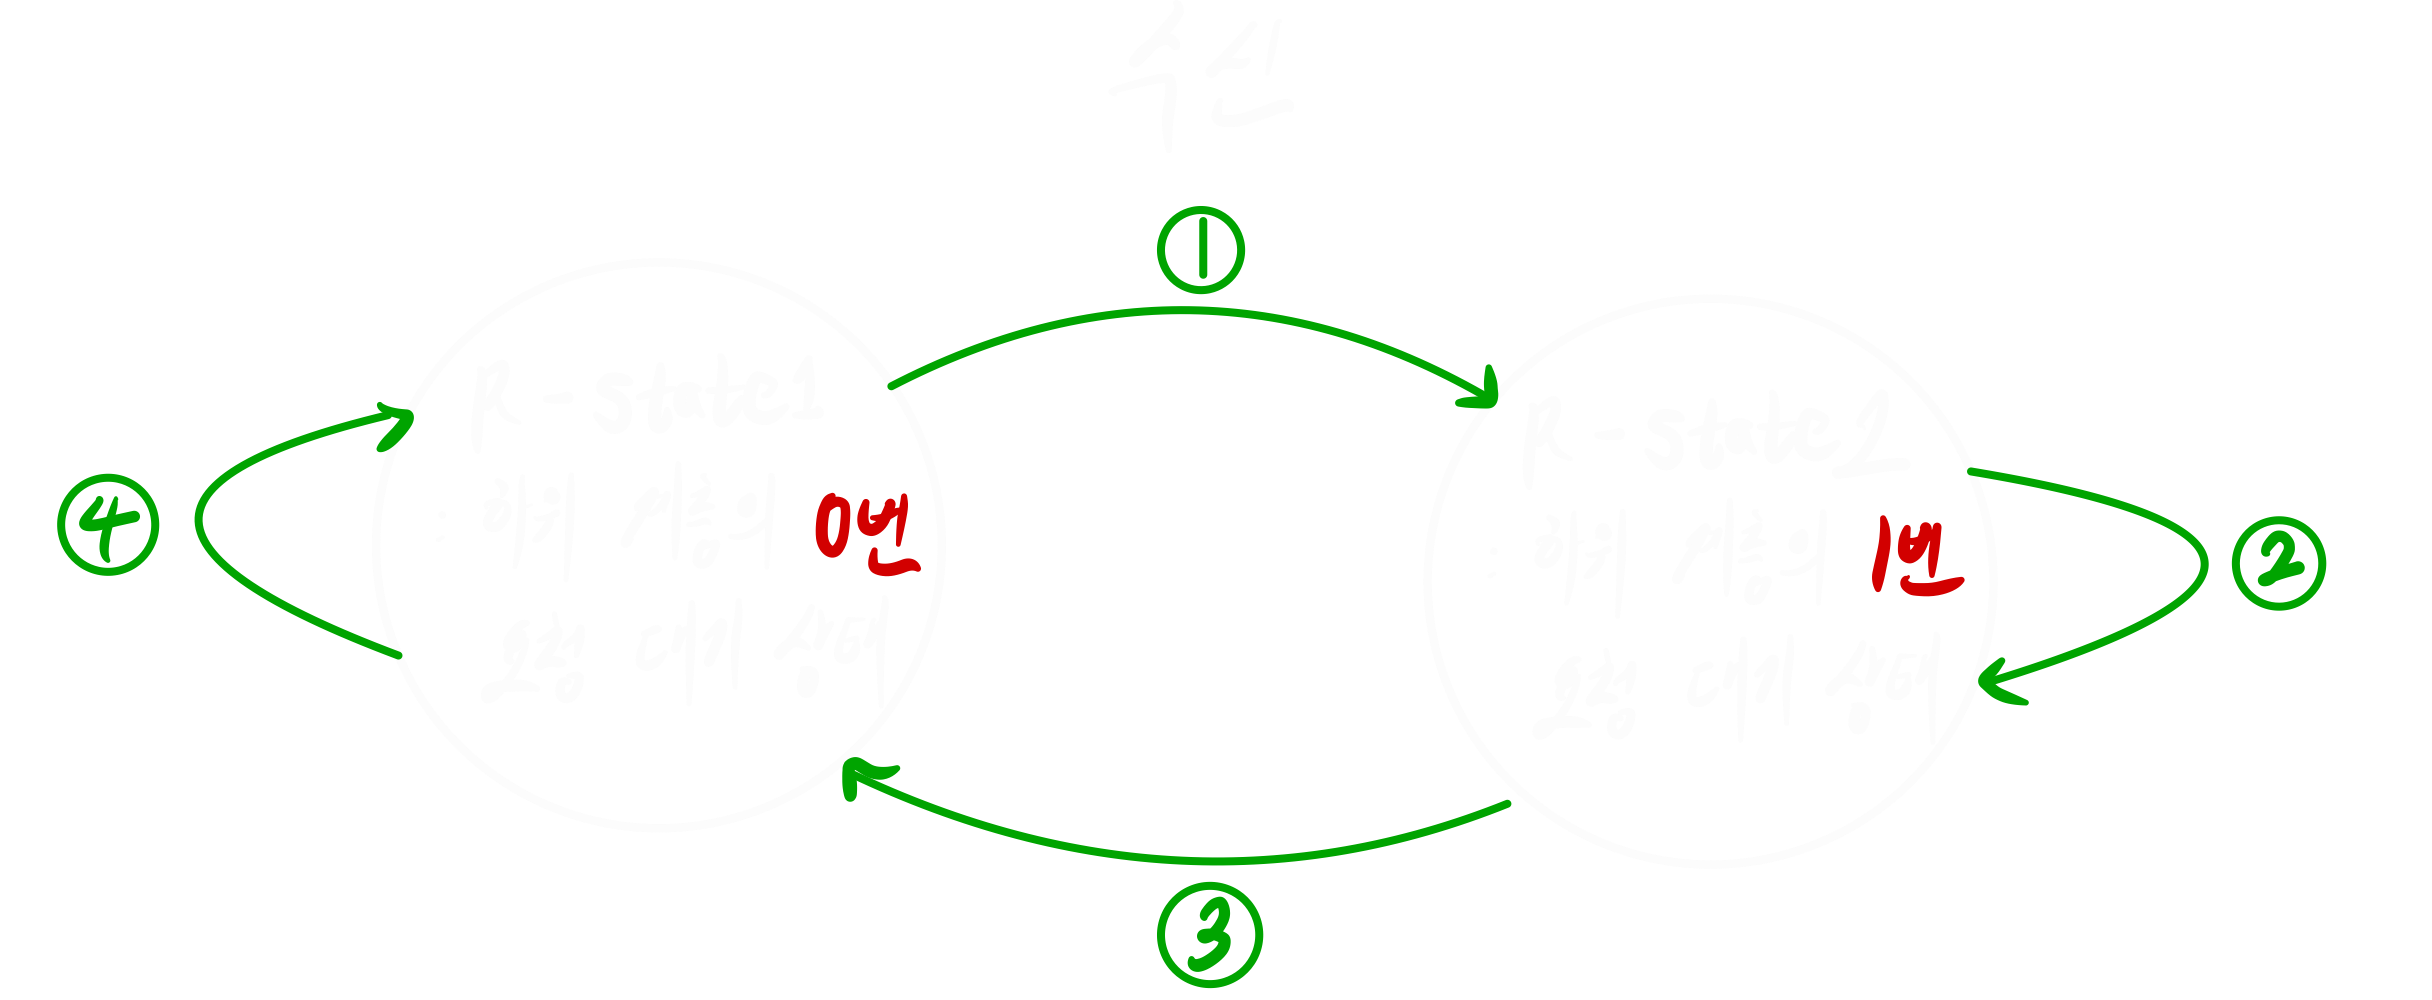 수신
①
R - state1
: 하위 계층의 0번
요청 대기 상태
R - state2
: 하위 계층의 1번
요청 대기 상태
④
②
③